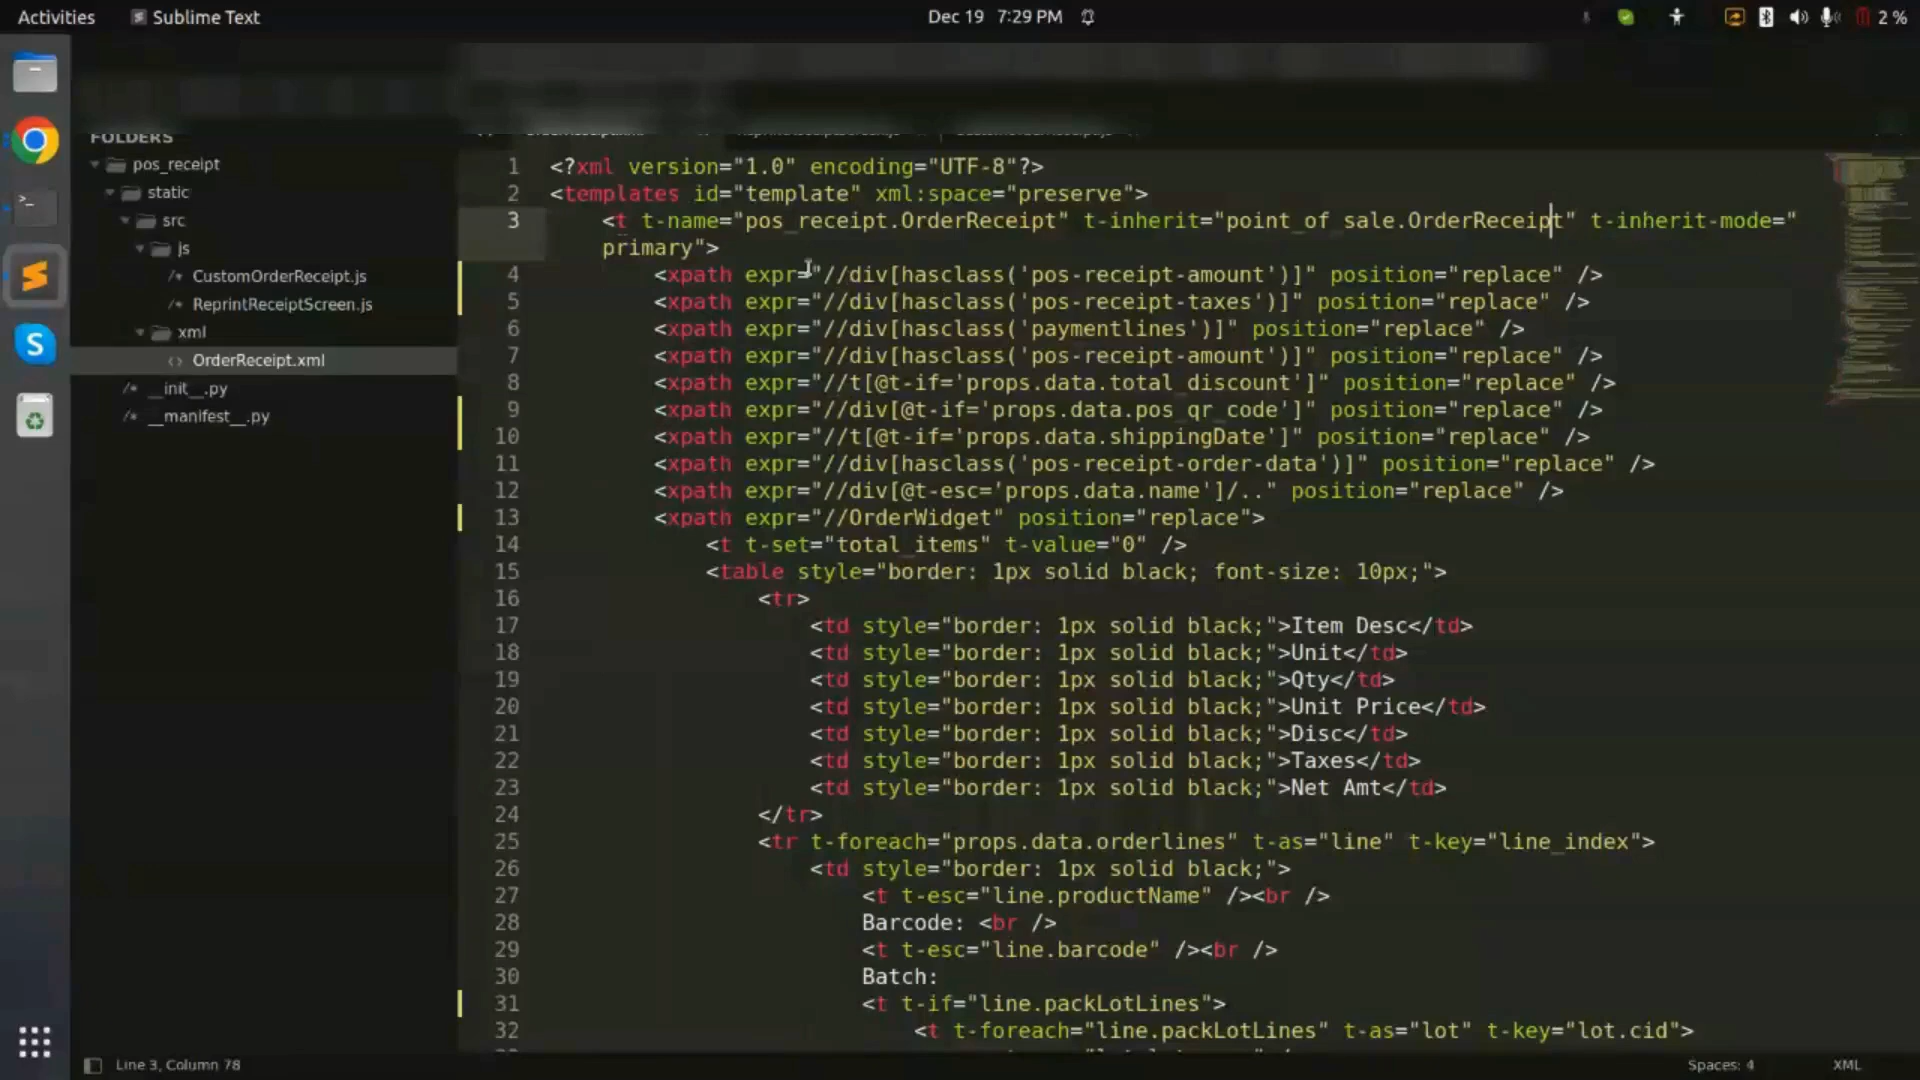 Activities
Sublime Text
Dec 19 7:29 PM
2 %
FOLDERS
pos_receipt
static
src
js
/* CustomOrderReceipt.js
/* ReprintReceiptScreen.js
xml
<> OrderReceipt.xml
/* __init__.py
/* __manifest__.py
1 <?xml version="1.0" encoding="UTF-8"?>
2 <templates id="template" xml:space="preserve">
3 <t t-name="pos_receipt.OrderReceipt" t-inherit="point_of_sale.OrderReceipt" t-inherit-mode="
primary">
4 <xpath expr="//div[hasclass('pos-receipt-amount')]" position="replace" />
5 <xpath expr="//div[hasclass('pos-receipt-taxes')]" position="replace" />
6 <xpath expr="//div[hasclass('paymentlines')]" position="replace" />
7 <xpath expr="//div[hasclass('pos-receipt-amount')]" position="replace" />
8 <xpath expr="//t[@t-if='props.data.total_discount']" position="replace" />
9 <xpath expr="//div[@t-if='props.data.pos_qr_code']" position="replace" />
10 <xpath expr="//t[@t-if='props.data.shippingDate']" position="replace" />
11 <xpath expr="//div[hasclass('pos-receipt-order-data')]" position="replace" />
12 <xpath expr="//div[@t-esc='props.data.name']/.." position="replace" />
13 <xpath expr="//OrderWidget" position="replace">
14 <t t-set="total_items" t-value="0" />
15 <table style="border: 1px solid black; font-size: 10px;">
16 <tr>
17 <td style="border: 1px solid black;">Item Desc</td>
18 <td style="border: 1px solid black;">Unit</td>
19 <td style="border: 1px solid black;">Qty</td>
20 <td style="border: 1px solid black;">Unit Price</td>
21 <td style="border: 1px solid black;">Disc</td>
22 <td style="border: 1px solid black;">Taxes</td>
23 <td style="border: 1px solid black;">Net Amt</td>
24 </tr>
25 <tr t-foreach="props.data.orderlines" t-as="line" t-key="line_index">
26 <td style="border: 1px solid black;">
27 <t t-esc="line.productName" /><br />
28 Barcode: <br />
29 <t t-esc="line.barcode" /><br />
30 Batch:
31 <t t-if="line.packLotLines">
32 <t t-foreach="line.packLotLines" t-as="lot" t-key="lot.cid">
Line 3, Column 78
Spaces: 4
XML